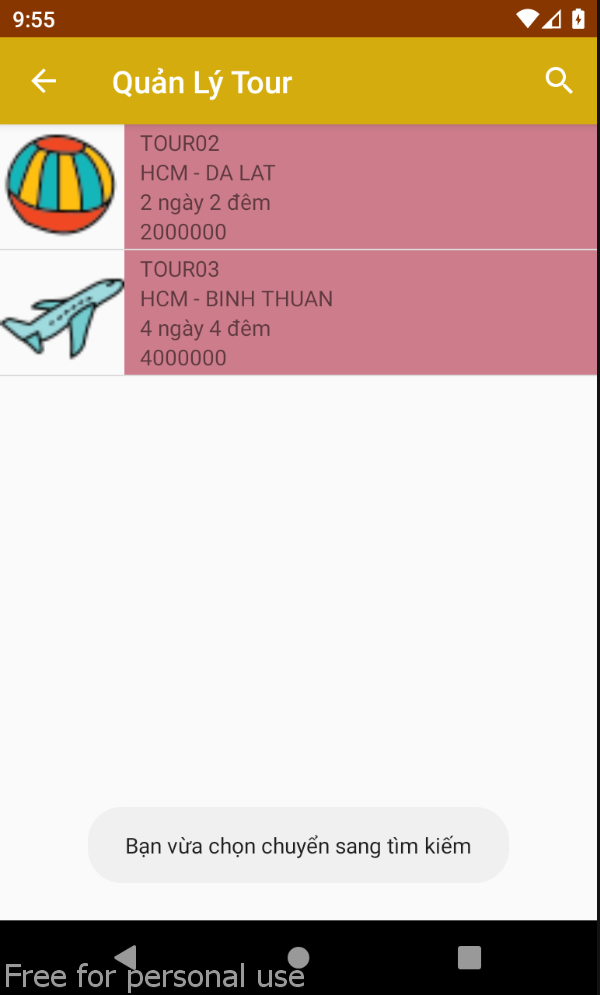 9:55
Quản Lý Tour
TOUR02
HCM - DA LAT
2 ngày 2 đêm
2000000
TOUR03
HCM - BINH THUAN
4 ngày 4 đêm
4000000
Bạn vừa chọn chuyển sang tìm kiếm
Free for personal use